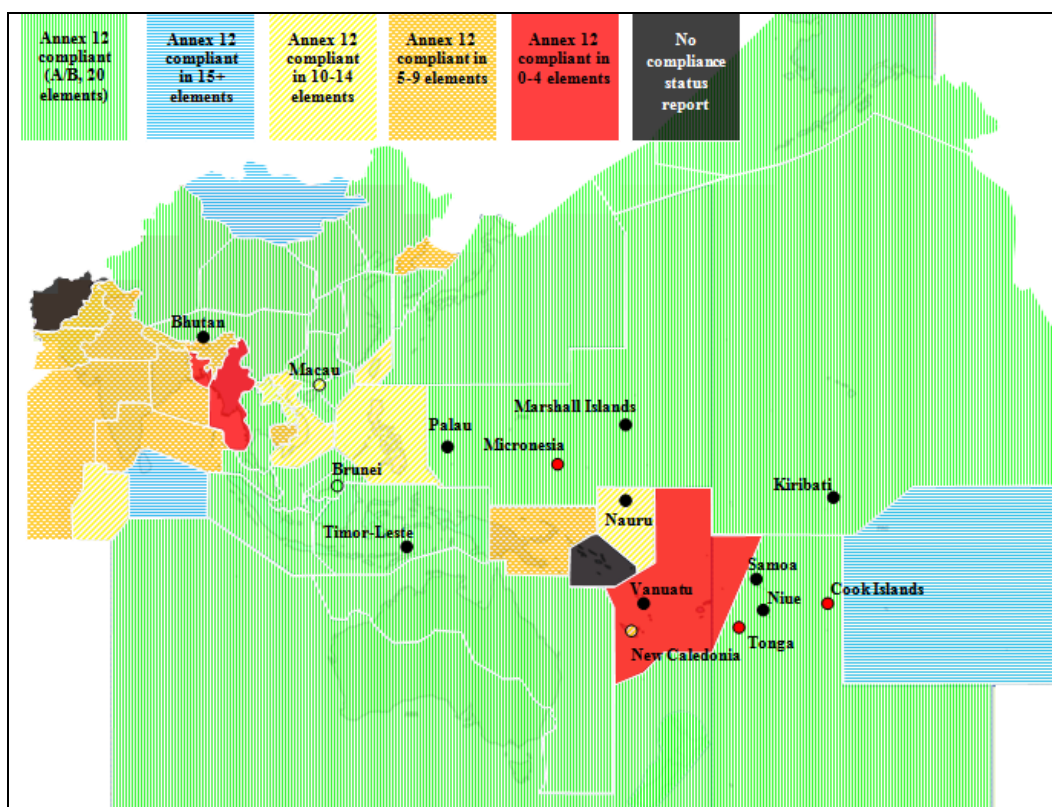 Annex 12
compliant
(A/B, 20
elements)
Annex 12
compliant
in 15+
elements
Annex 12
compliant
in 10-14
elements
Annex 12
compliant in
5-9 elements
Annex 12
compliant in
0-4 elements
No
compliance
status
report
Bhutan
Macau
Marshall Islands
Palau
Micronesia
Brunei
Kiribati
Nauru
Timor-Leste
Samoa
Vanuatu
Niue
Cook Islands
Tonga
New Caledonia